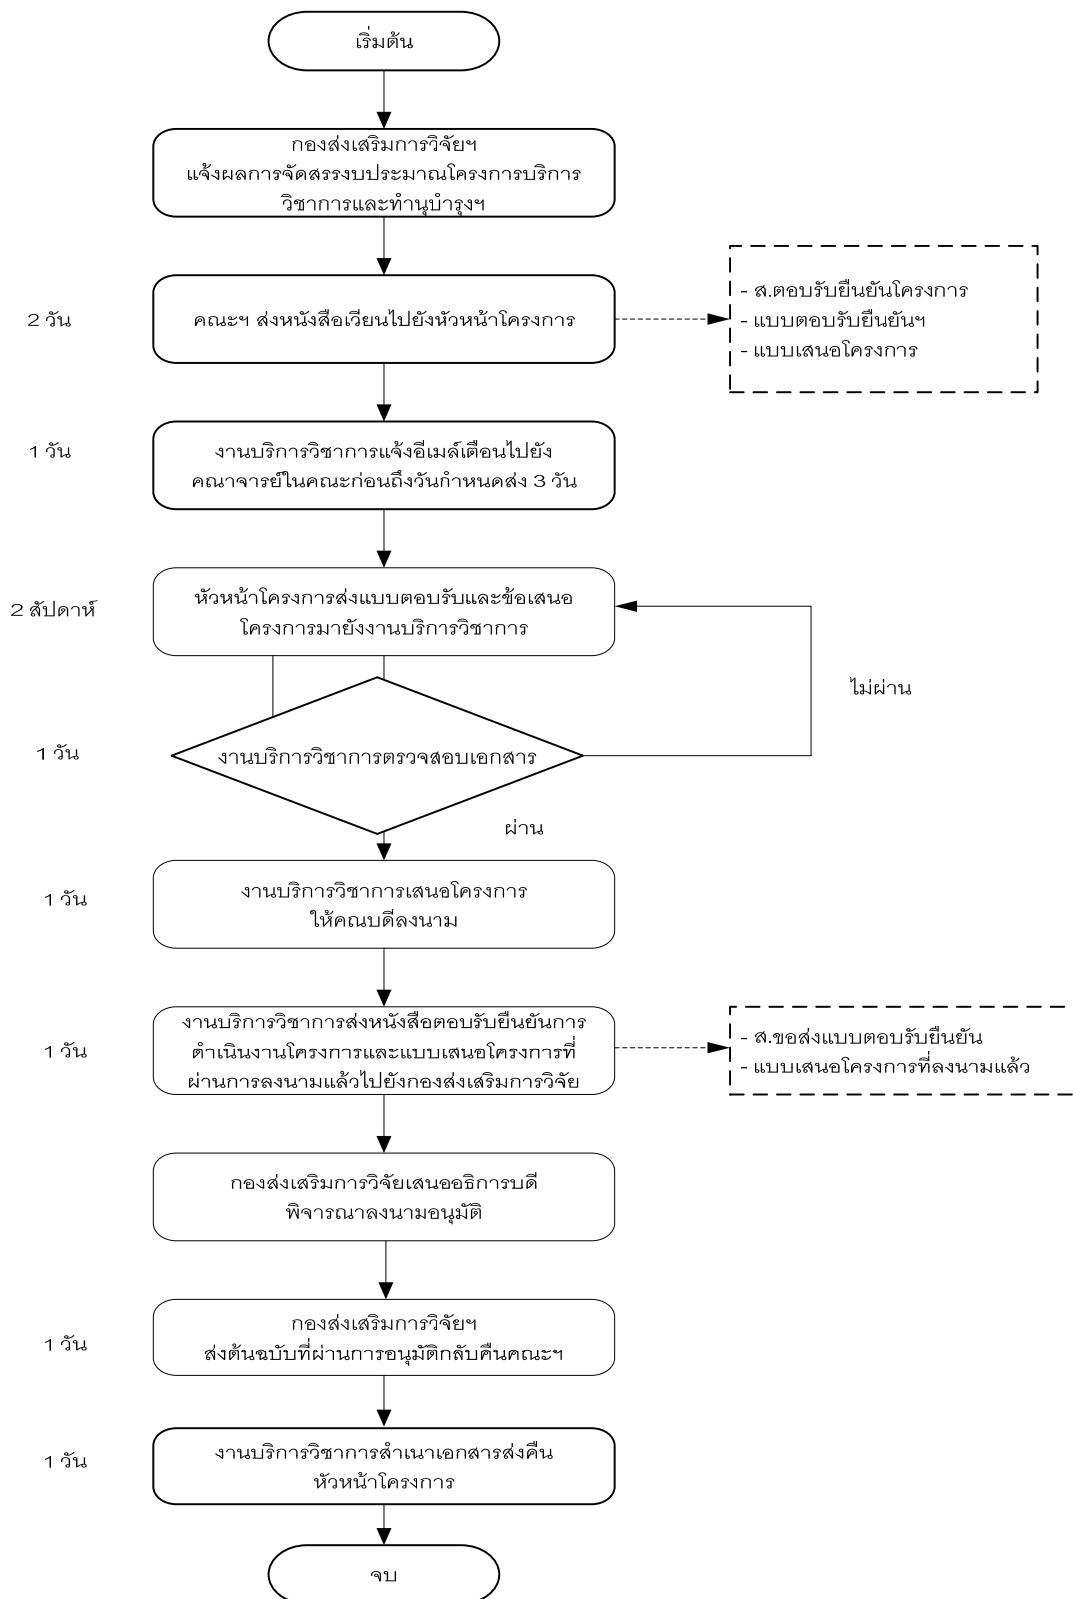 เริ่มต้น
กองส่งเสริมการวิจัยฯ
แจ้งผลการจัดสรรงบประมาณโครงการบริการ
วิชาการและทำนุบำรุงฯ
2 วัน
คณะฯ ส่งหนังสือเวียนไปยังหัวหน้าโครงการ
- ส.ตอบรับยืนยันโครงการ
- แบบตอบรับยืนยันฯ
- แบบเสนอโครงการ
1 วัน
งานบริการวิชาการแจ้งอีเมล์เตือนไปยัง
คณาจารย์ในคณะก่อนถึงวันกำหนดส่ง 3 วัน
2 สัปดาห์
หัวหน้าโครงการส่งแบบตอบรับและข้อเสนอ
โครงการมายังงานบริการวิชาการ
ไม่ผ่าน
1 วัน
งานบริการวิชาการตรวจสอบเอกสาร
ผ่าน
1 วัน
งานบริการวิชาการเสนอโครงการ
ให้คณบดีลงนาม
1 วัน
งานบริการวิชาการส่งหนังสือตอบรับยืนยันการ
ดำเนินงานโครงการและแบบเสนอโครงการที่
ผ่านการลงนามแล้วไปยังกองส่งเสริมการวิจัย
- ส.ขอส่งแบบตอบรับยืนยัน
- แบบเสนอโครงการที่ลงนามแล้ว
กองส่งเสริมการวิจัยเสนออธิการบดี
พิจารณาลงนามอนุมัติ
1 วัน
กองส่งเสริมการวิจัยฯ
ส่งต้นฉบับที่ผ่านการอนุมัติกลับคืนคณะฯ
1 วัน
งานบริการวิชาการสำเนาเอกสารส่งคืน
หัวหน้าโครงการ
จบ